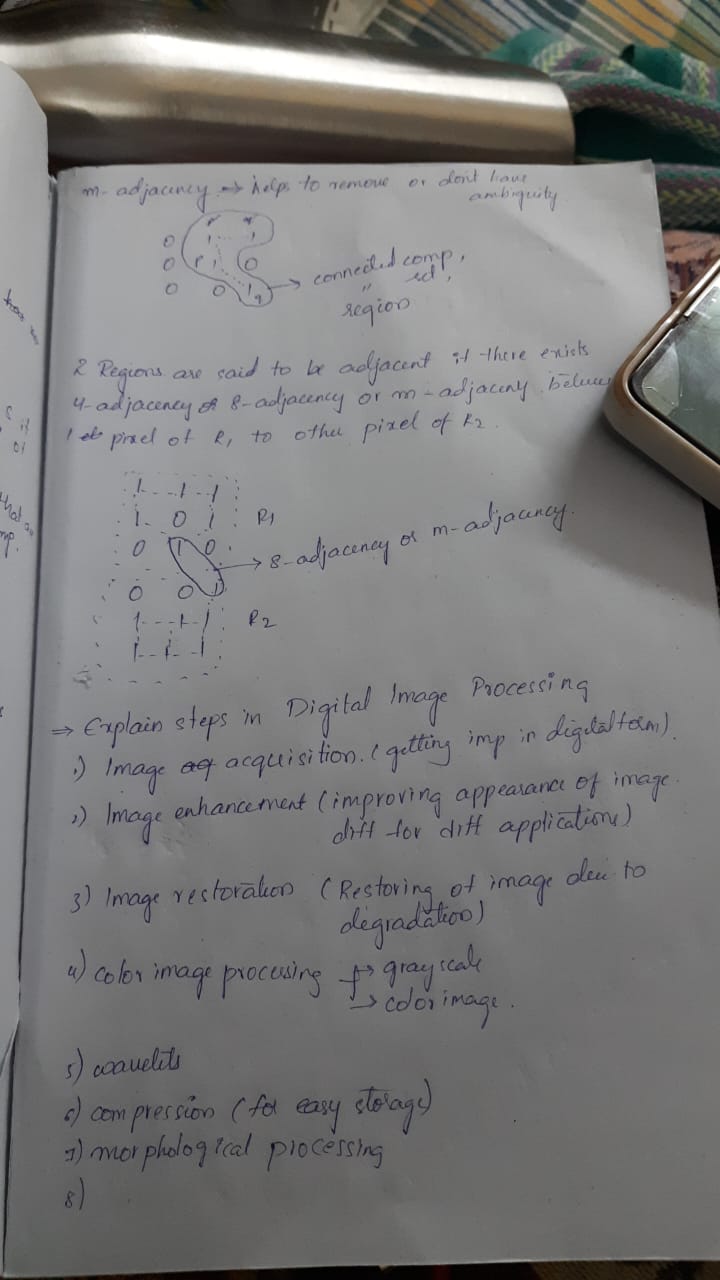 m-adjacency → helps to remove or dont have
ambiguity
0 1 1
0 P 1 0
0 0 1 q
→ connected comp,
" set,
region
2 Regions are said to be adjacent if there exists
4-adjacency or 8-adjacency or m-adjaceny between
1 pixel of R1 to other pixel of R2.
1 1 1
1 0 1 R1
0 1 0
→ 8-adjacency or m-adjacency.
0 0 1
1 1 1 R2
1 1 1
⇒ Explain steps in Digital Image Processing
1) Image acquisition. (getting imp in digital form).
2) Image enhancement (improving appearance of image.
diff for diff applications)
3) Image restoration (Restoring of image due to
degradation)
4) color image processing → gray scale
→ color image.
5) wavelets
6) compression (for easy storage)
7) morphological processing
8)